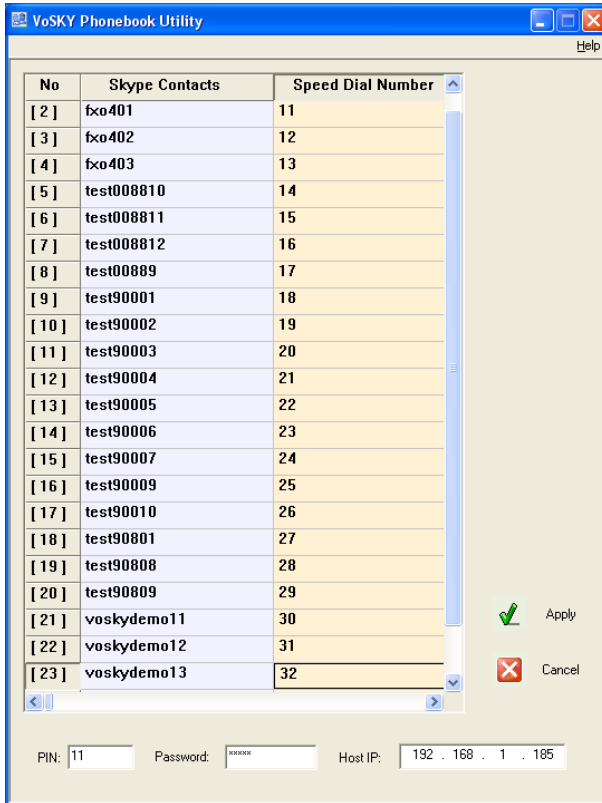 VoSKY Phonebook Utility
Help
No Skype Contacts Speed Dial Number
[ 2 ] fxo401 11
[ 3 ] fxo402 12
[ 4 ] fxo403 13
[ 5 ] test008810 14
[ 6 ] test008811 15
[ 7 ] test008812 16
[ 8 ] test00889 17
[ 9 ] test90001 18
[ 10 ] test90002 19
[ 11 ] test90003 20
[ 12 ] test90004 21
[ 13 ] test90005 22
[ 14 ] test90006 23
[ 15 ] test90007 24
[ 16 ] test90009 25
[ 17 ] test90010 26
[ 18 ] test90801 27
[ 19 ] test90808 28
[ 20 ] test90809 29
[ 21 ] voskydemo11 30
[ 22 ] voskydemo12 31
[ 23 ] voskydemo13 32
Apply
Cancel
PIN: 11 Password: ××××× Host IP: 192 . 168 . 1 . 185